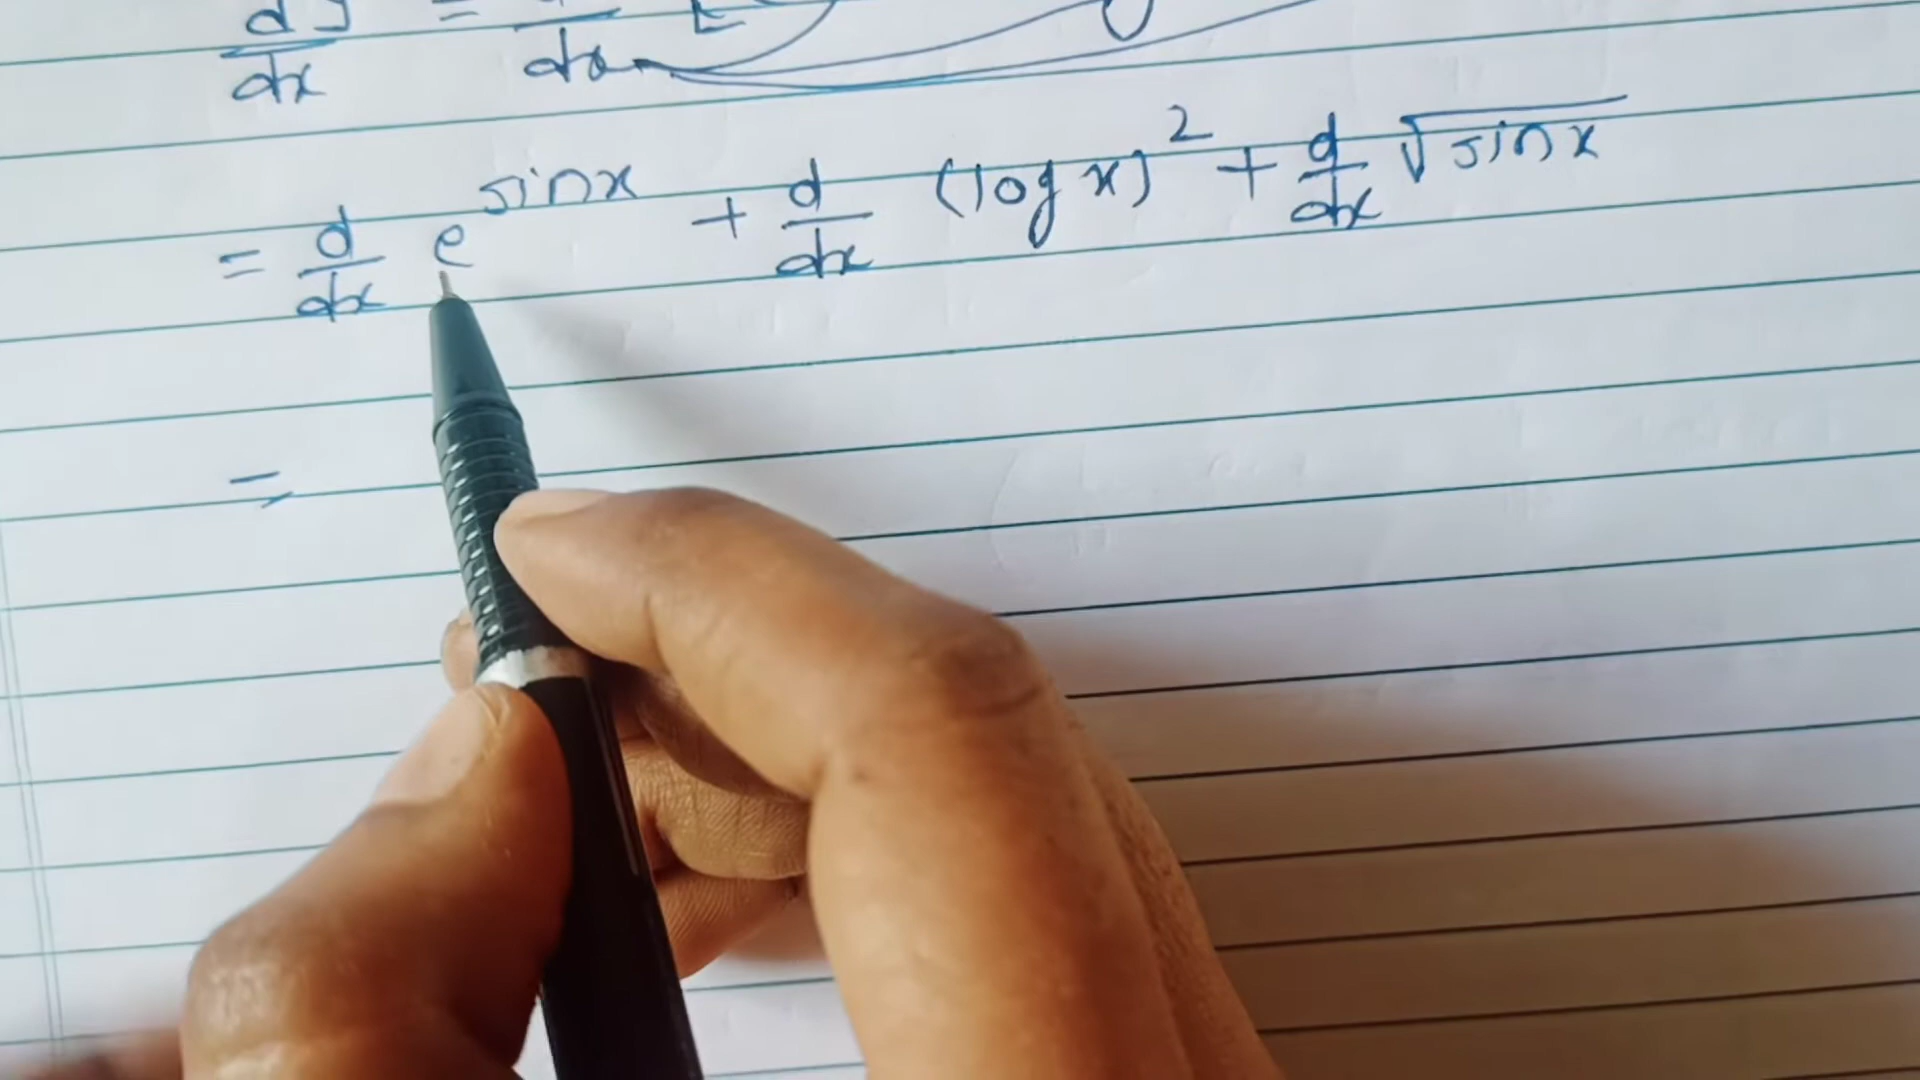 dy/dx = d/dx [
= d/dx e^sinx + d/dx (log x)^2 + d/dx √sinx
=